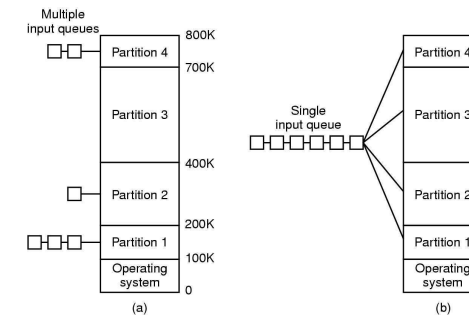 Multiple
input queues
Partition 4
Partition 3
Partition 2
Partition 1
Operating
system
800K
700K
400K
200K
100K
0
(a)
Single
input queue
Partition 4
Partition 3
Partition 2
Partition 1
Operating
system
(b)